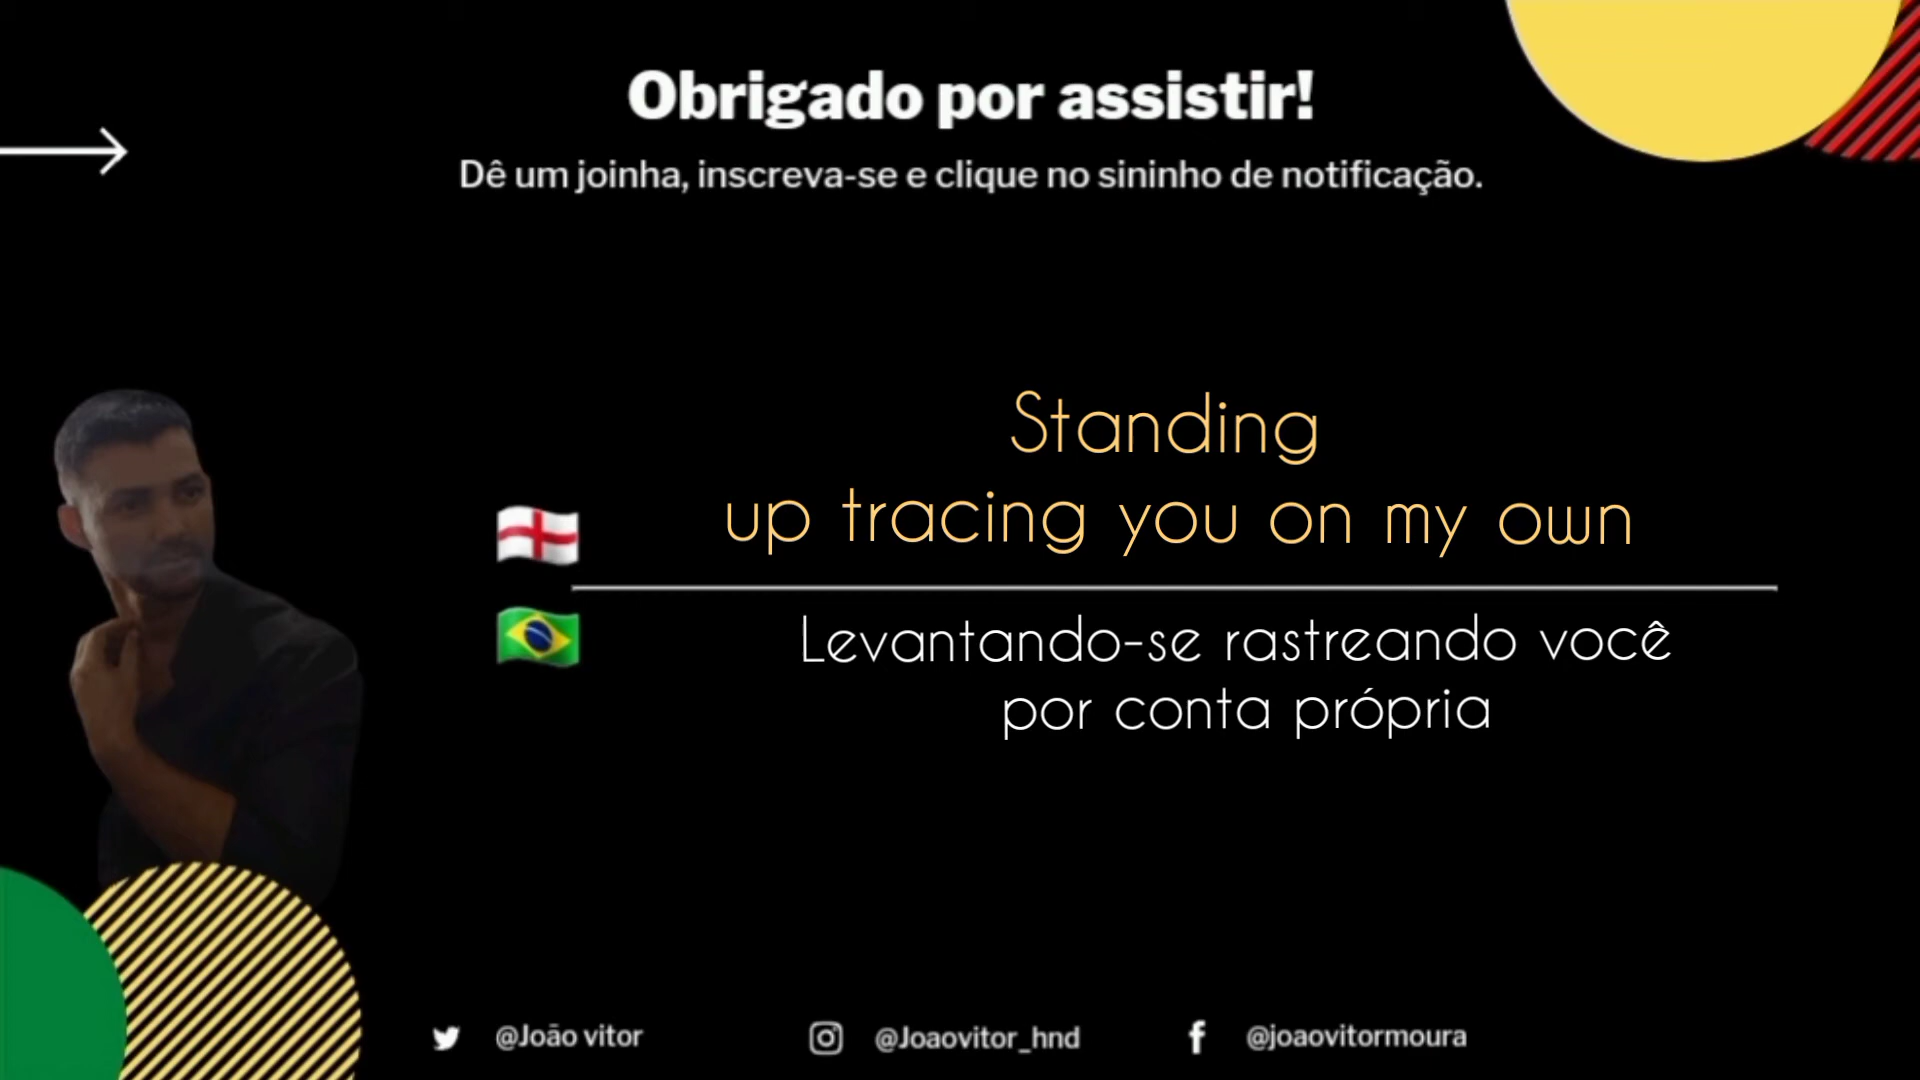 Obrigado por assistir!
Dê um joinha, inscreva-se e clique no sininho de notificação.
Standing
up tracing you on my own
Levantando-se rastreando você
por conta própria
@João vitor
@Joaovitor_hnd
@joaovitormoura